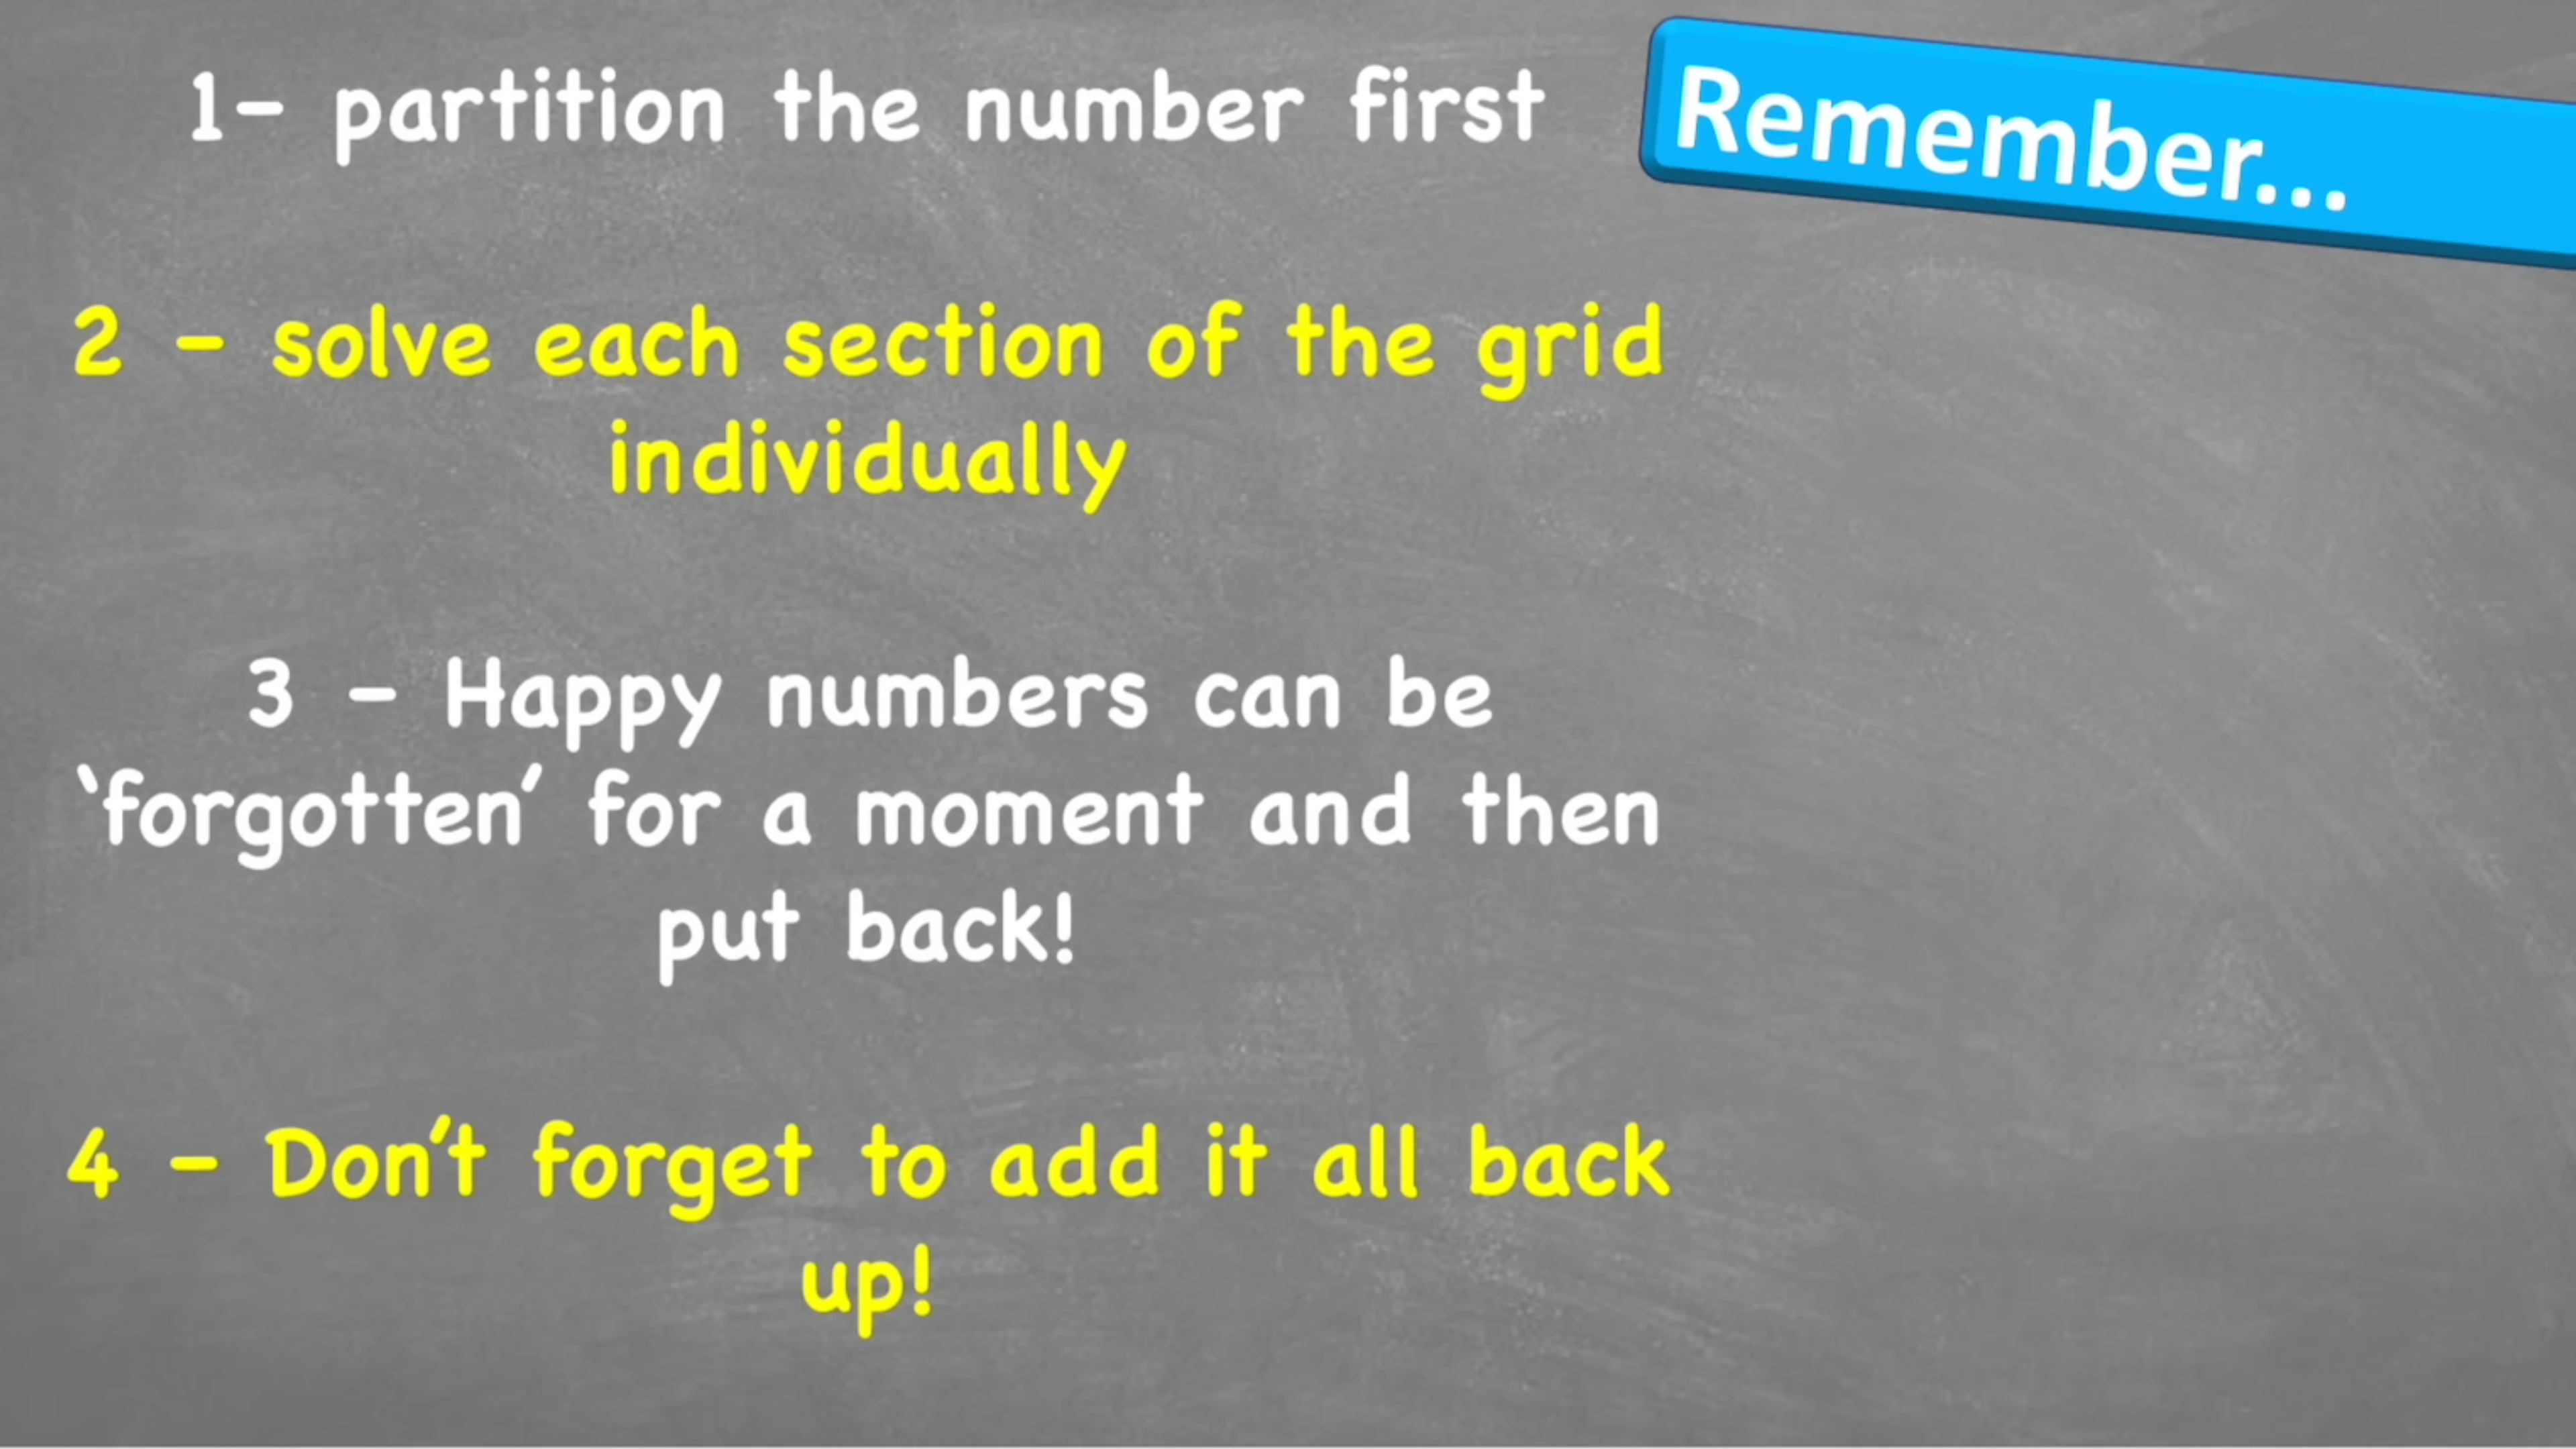 1- partition the number first
Remember...
2 - solve each section of the grid
individually
3 - Happy numbers can be
‘forgotten’ for a moment and then
put back!
4 - Don’t forget to add it all back
up!